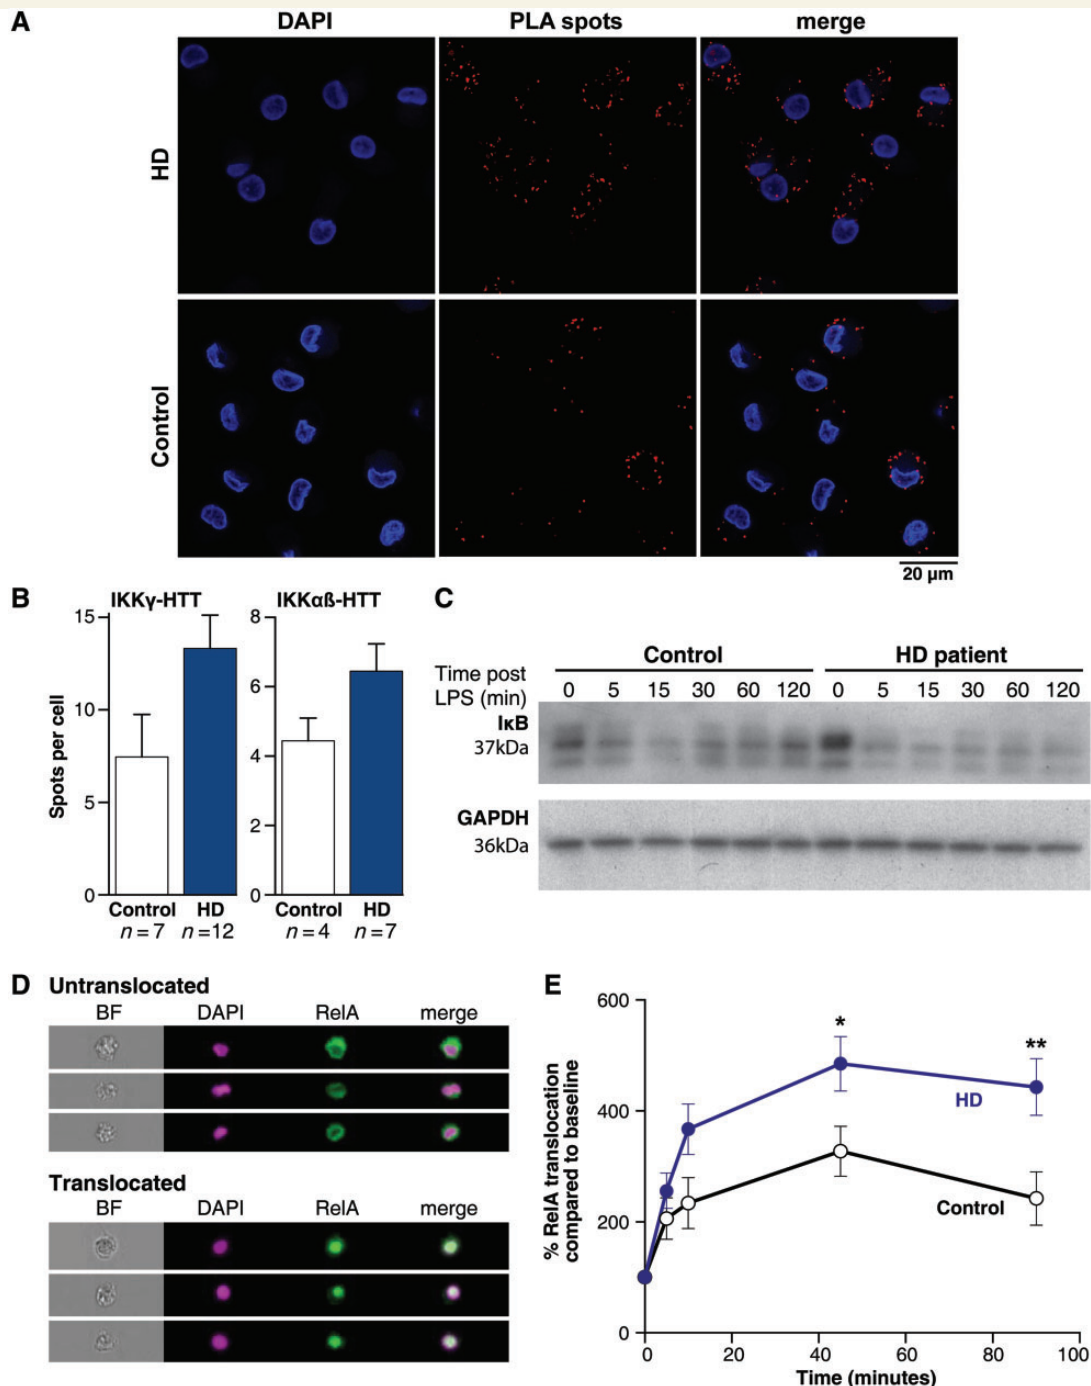 A
DAPI PLA spots merge
HD
Control
20 µm
B
IKKγ-HTT IKKαß-HTT
Spots per cell
15
10
5
0
8
6
4
2
0
Control HD Control HD
n = 7 n =12 n = 4 n =7
C
Control HD patient
Time post LPS (min)
0 5 15 30 60 120 0 5 15 30 60 120
IκB
37kDa
GAPDH
36kDa
D
Untranslocated
BF DAPI RelA merge
Translocated
BF DAPI RelA merge
E
% RelA translocation
compared to baseline
600
400
200
0
*
**
HD
Control
0 20 40 60 80 100
Time (minutes)